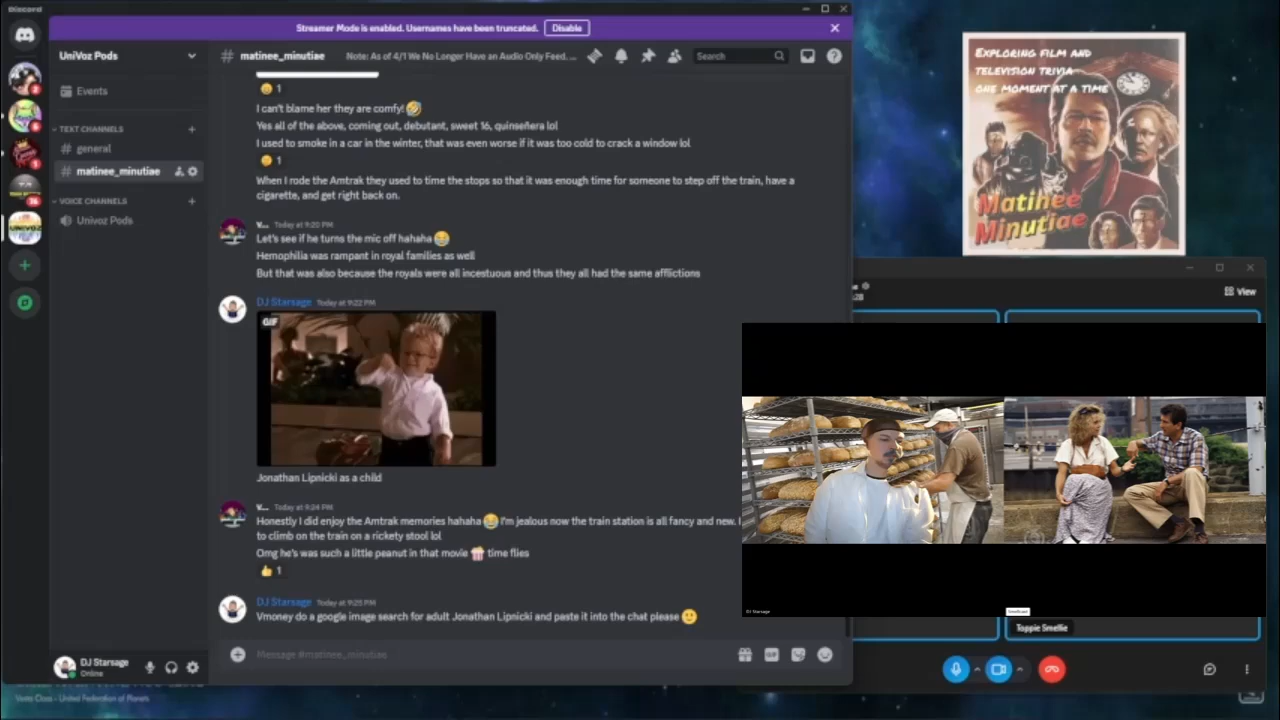 Discord
Streamer Mode is enabled. Usernames have been truncated.
Disable
UniVoz Pods
Events
TEXT CHANNELS
general
matinee_minutiae
VOICE CHANNELS
Univoz Pods
DJ Starsage
Online
# matinee_minutiae
Note: As of 4/1 We No Longer Have an Audio Only Feed...
Search
1
I can't blame her they are comfy!🤣
Yes all of the above, coming out, debutant, sweet 16, quinseñera lol
I used to smoke in a car in the winter, that was even worse if it was too cold to crack a window lol
1
When I rode the Amtrak they used to time the stops so that it was enough time for someone to step off the train, have a
cigarette, and get right back on.
V... Today at 9:20 PM
Let's see if he turns the mic off hahaha 😂
Hemophilia was rampant in royal families as well
But that was also because the royals were all incestuous and thus they all had the same afflictions
DJ Starsage Today at 9:22 PM
GIF
Jonathan Lipnicki as a child
V... Today at 9:24 PM
Honestly I did enjoy the Amtrak memories hahaha 😂 I'm jealous now the train station is all fancy and new. I
to climb on the train on a rickety stool lol
Omg he's was such a little peanut in that movie 🍿 time flies
👍 1
DJ Starsage Today at 9:25 PM
Vmoney do a google image search for adult Jonathan Lipnicki and paste it into the chat please 🙂
Message #matinee_minutiae
GIF
EXPLORING FILM AND
TELEVISION TRIVIA
ONE MOMENT AT A TIME
Matinee
Minutiae
View
DJ Starsage
Toppie Smellie
Vents Class - United Federation of Planets